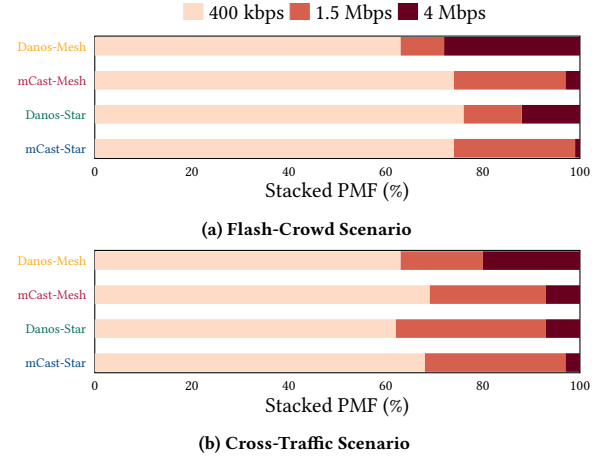 400 kbps 1.5 Mbps 4 Mbps
Danos-Mesh
mCast-Mesh
Danos-Star
mCast-Star
0 20 40 60 80 100
Stacked PMF (%)
(a) Flash-Crowd Scenario
Danos-Mesh
mCast-Mesh
Danos-Star
mCast-Star
0 20 40 60 80 100
Stacked PMF (%)
(b) Cross-Traffic Scenario